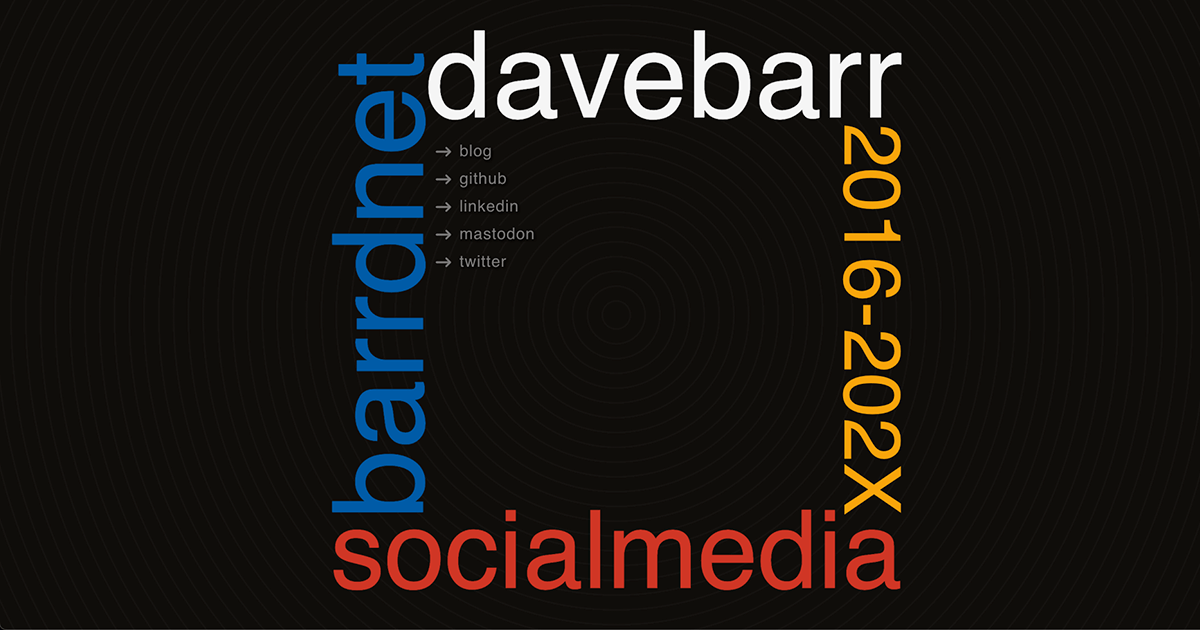 davebarr
barrdnet
→ blog
→ github
→ linkedin
→ mastodon
→ twitter
2016-202X
socialmedia